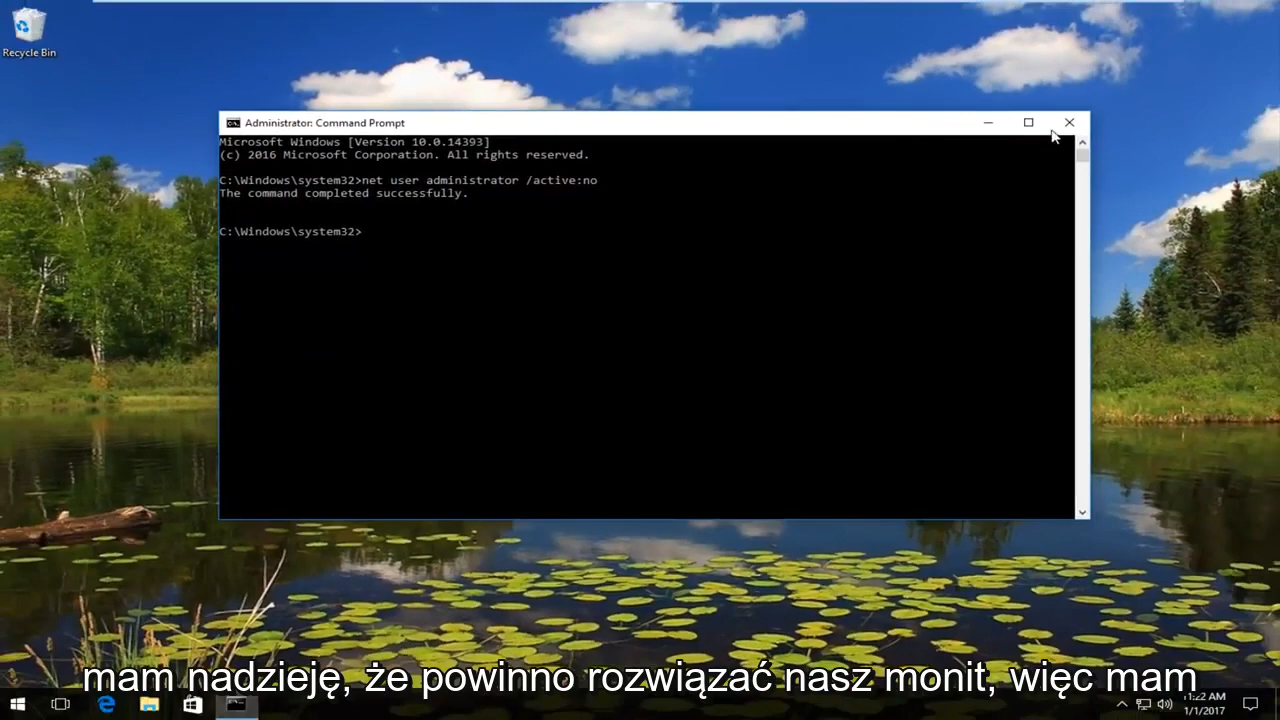 Recycle Bin
Administrator: Command Prompt
Microsoft Windows [Version 10.0.14393]
(c) 2016 Microsoft Corporation. All rights reserved.
C:\Windows\system32>net user administrator /active:no
The command completed successfully.
C:\Windows\system32>
mam nadzieję, że powinno rozwiązać nasz monit, więc mam
11:22 AM
1/1/2017